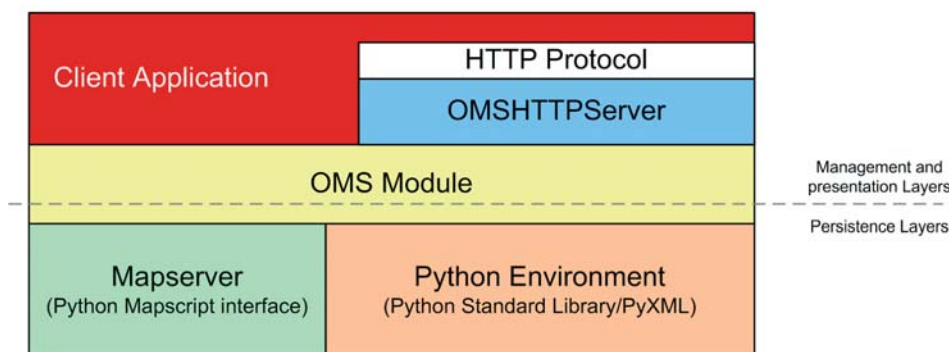 HTTP Protocol
Client Application
OMSHTTPServer
OMS Module
Management and
presentation Layers
Persistence Layers
Mapserver
(Python Mapscript interface)
Python Environment
(Python Standard Library/PyXML)